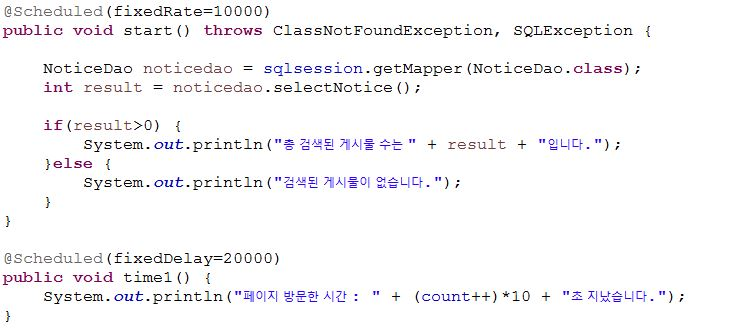 @Scheduled(fixedRate=10000)
public void start() throws ClassNotFoundException, SQLException {
NoticeDao noticedao = sqlsession.getMapper(NoticeDao.class);
int result = noticedao.selectNotice();
if(result>0) {
System.out.println("총 검색된 게시물 수는 " + result + "입니다.");
}else {
System.out.println("검색된 게시물이 없습니다.");
}
}
@Scheduled(fixedDelay=20000)
public void time1() {
System.out.println("페이지 방문한 시간 : " + (count++)*10 + "초 지났습니다.");
}